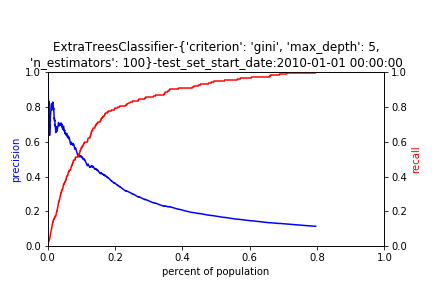 ExtraTreesClassifier-{'criterion': 'gini', 'max_depth': 5,
'n_estimators': 100}-test_set_start_date:2010-01-01 00:00:00
1.0 1.0
0.8 0.8
0.6 0.6
precision recall
0.4 0.4
0.2 0.2
0.0 0.0
0.0 0.2 0.4 0.6 0.8 1.0
percent of population